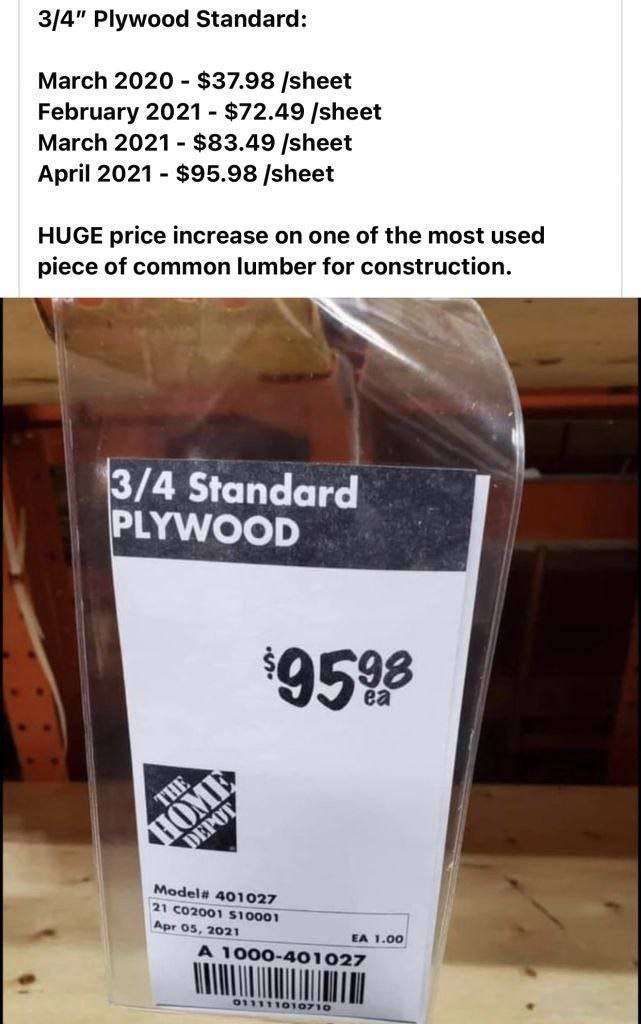 3/4” Plywood Standard:
March 2020 - $37.98 /sheet
February 2021 - $72.49 /sheet
March 2021 - $83.49 /sheet
April 2021 - $95.98 /sheet
HUGE price increase on one of the most used
piece of common lumber for construction.
3/4 Standard
PLYWOOD
$95 98
ea
THE
HOME
DEPOT
Model# 401027
21 C02001 S10001
Apr 05, 2021
EA 1.00
A 1000-401027
011111010710